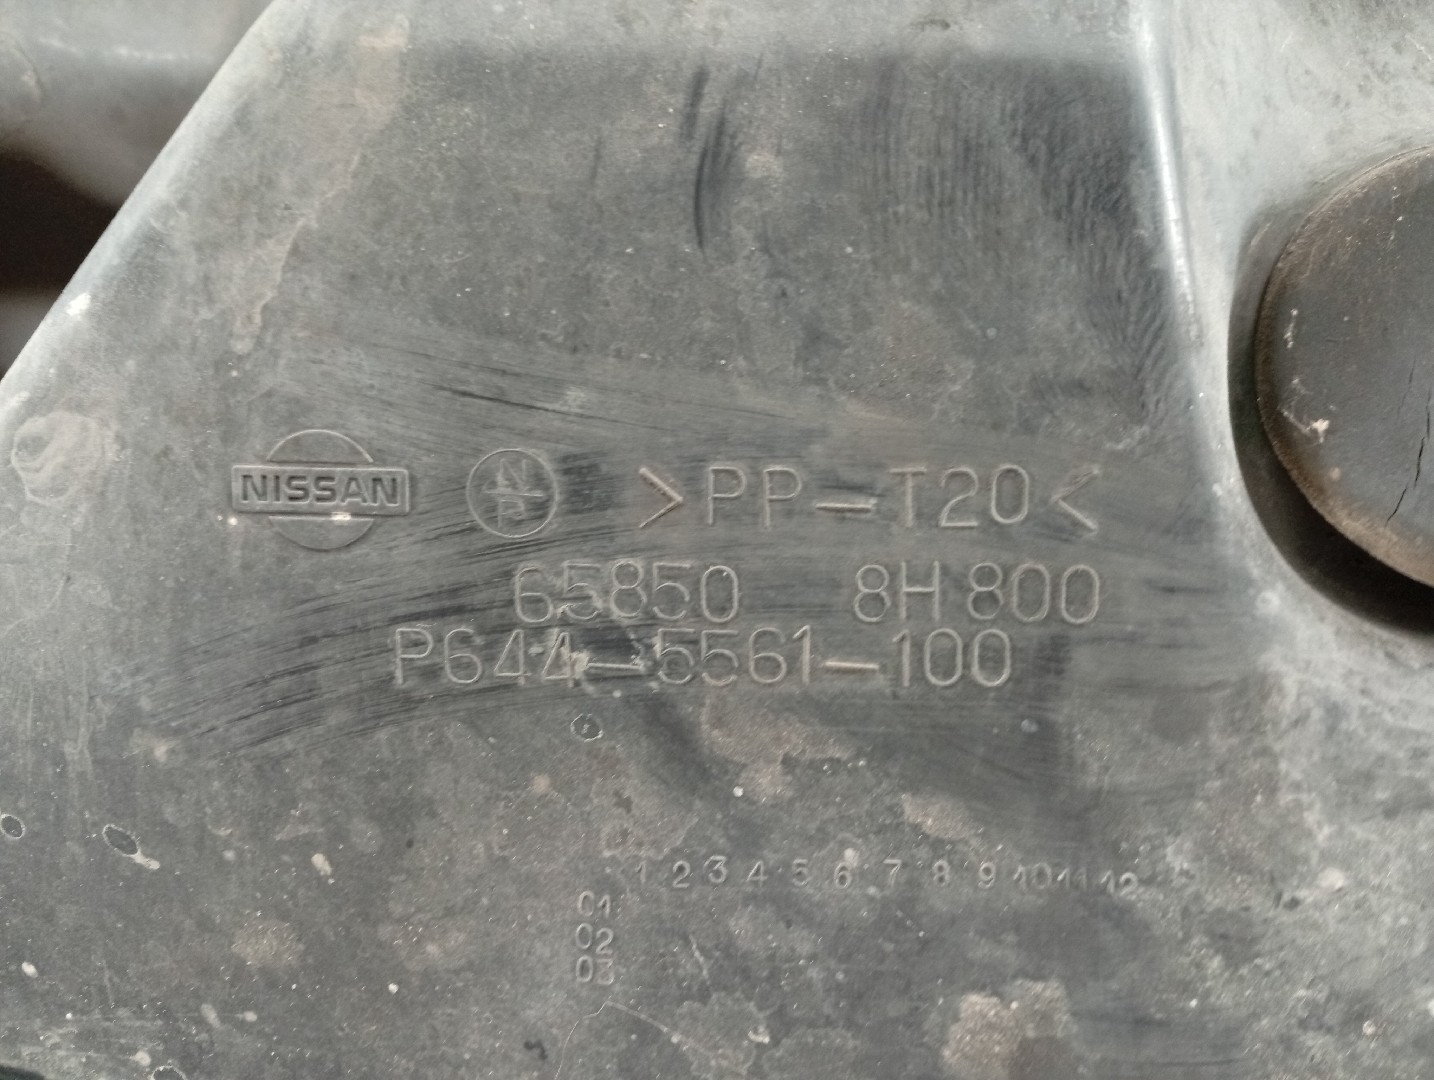 NISSAN N P >PP-T20<
65850 8H800
P644-5561-100
1 2 3 4 5 6 7 8 9 10 11 12
01
02
03